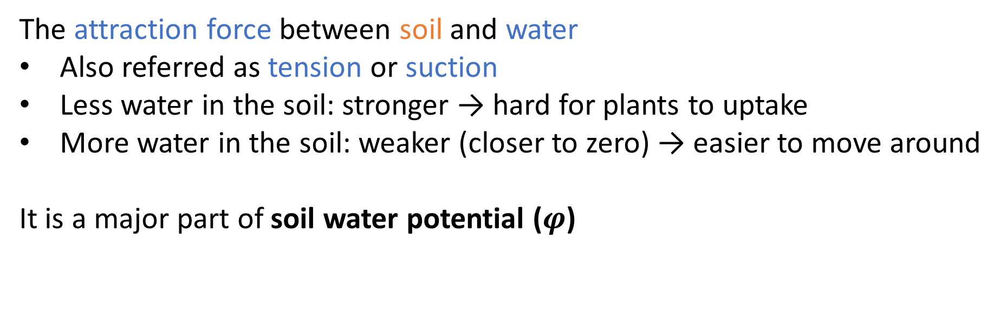 The attraction force between soil and water
• Also referred as tension or suction
• Less water in the soil: stronger → hard for plants to uptake
• More water in the soil: weaker (closer to zero) → easier to move around
It is a major part of soil water potential (φ)